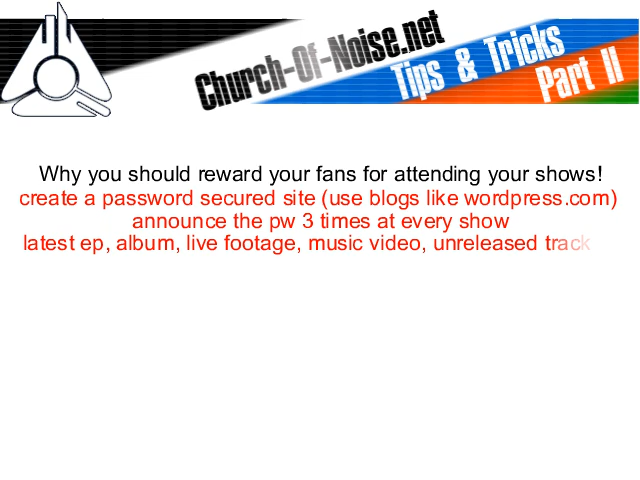 Church-Of-Noise.net
Tips & Tricks
Part II
Why you should reward your fans for attending your shows!
create a password secured site (use blogs like wordpress.com)
announce the pw 3 times at every show
latest ep, album, live footage, music video, unreleased track